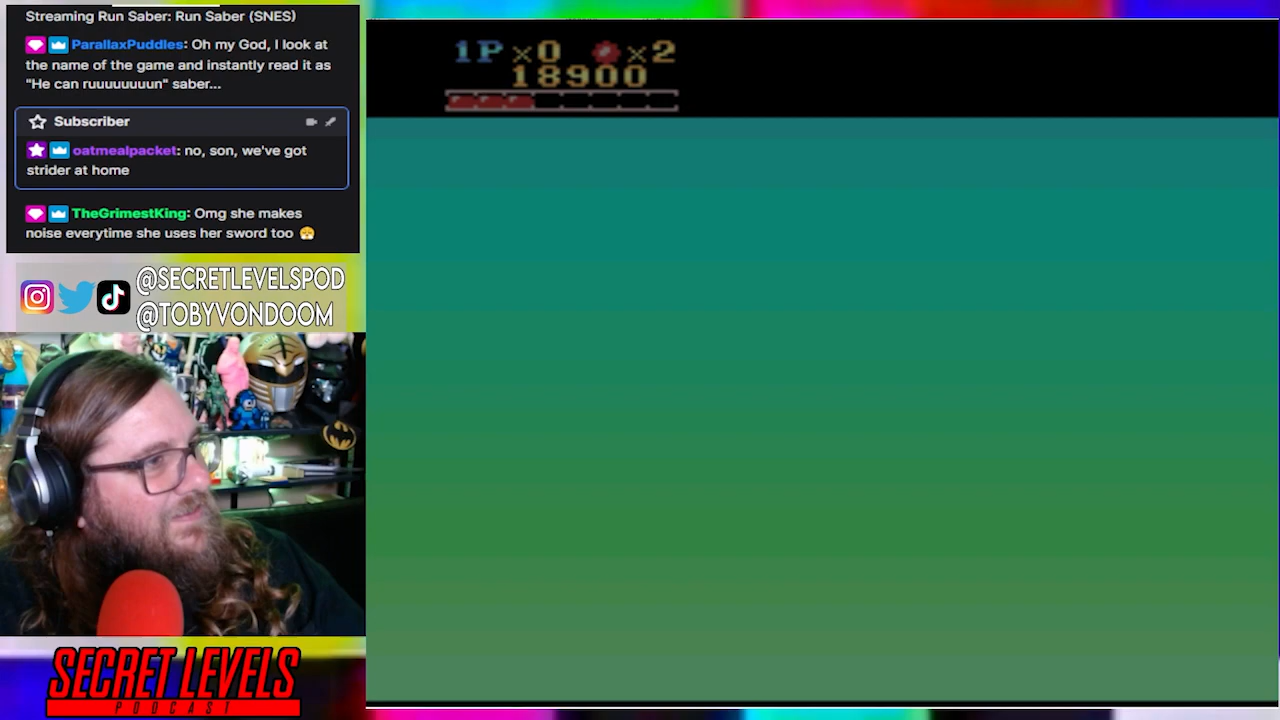 Streaming Run Saber: Run Saber (SNES)
ParallaxPuddles: Oh my God, I look at
the name of the game and instantly read it as
"He can ruuuuuuuun" saber...
Subscriber
oatmealpacket: no, son, we've got
strider at home
TheGrimestKing: Omg she makes
noise everytime she uses her sword too
@SECRETLEVELSPOD
@TOBYVONDOOM
SECRET LEVELS
PODCAST
1P ×0 ×2
18900